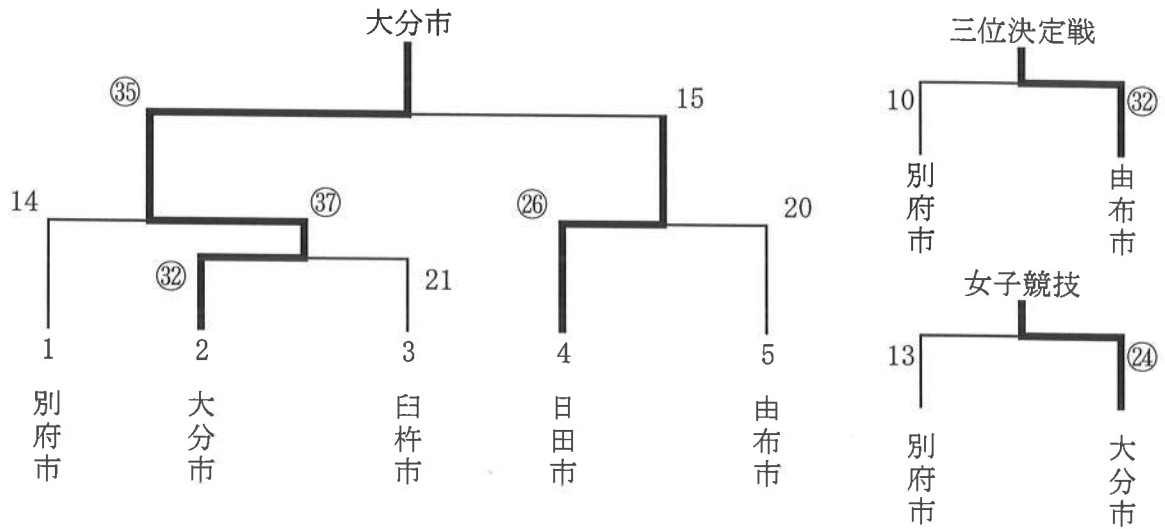 大分市
㉟
15
14
㊲
㉖
20
㉜
21
1
2
3
4
5
別府市
大分市
臼杵市
日田市
由布市
三位決定戦
10
㉜
別府市
由布市
女子競技
13
㉔
別府市
大分市